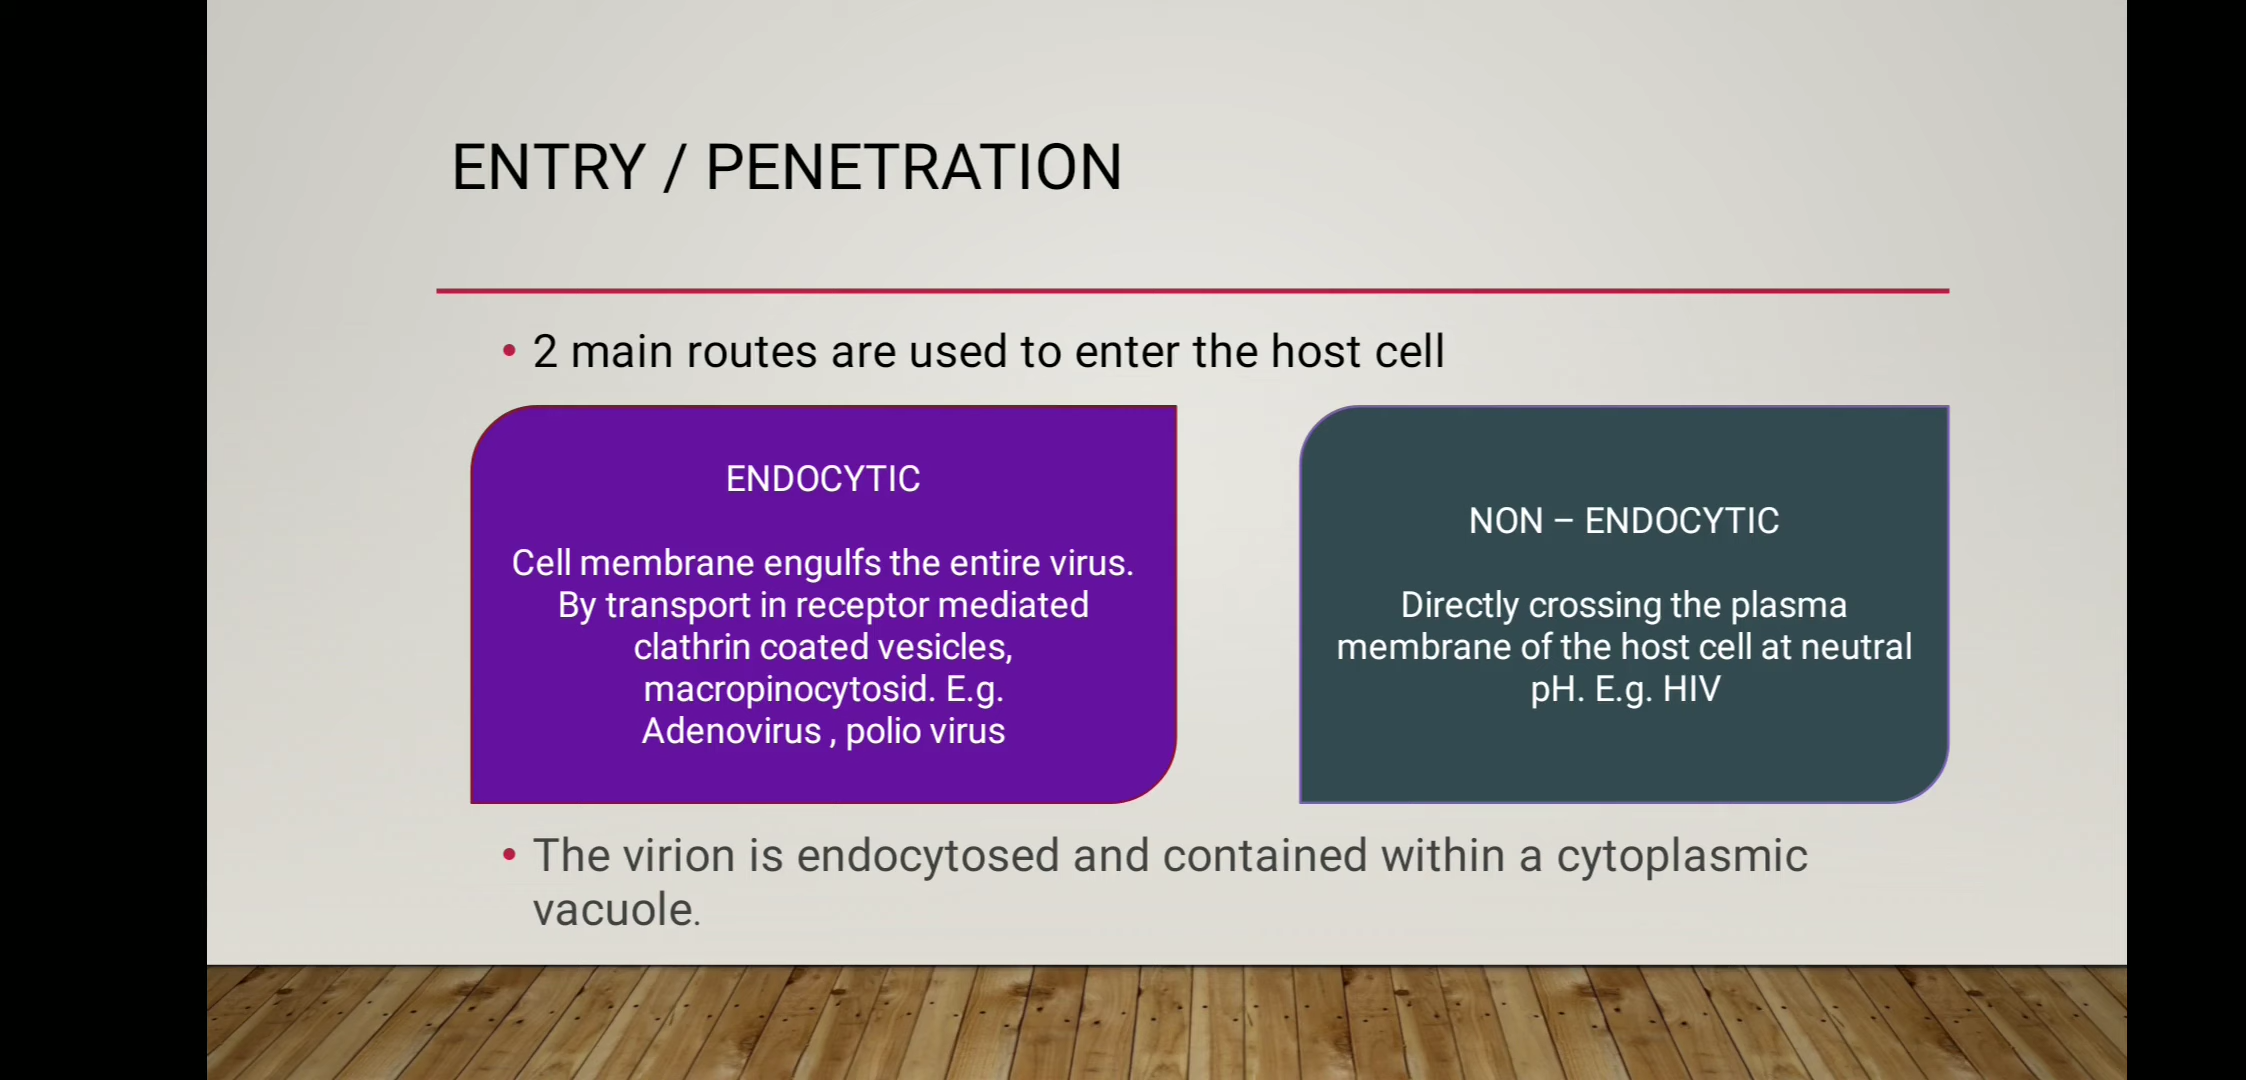 ENTRY / PENETRATION
• 2 main routes are used to enter the host cell
ENDOCYTIC
Cell membrane engulfs the entire virus.
By transport in receptor mediated
clathrin coated vesicles,
macropinocytosid. E.g.
Adenovirus , polio virus
NON – ENDOCYTIC
Directly crossing the plasma
membrane of the host cell at neutral
pH. E.g. HIV
• The virion is endocytosed and contained within a cytoplasmic
vacuole.